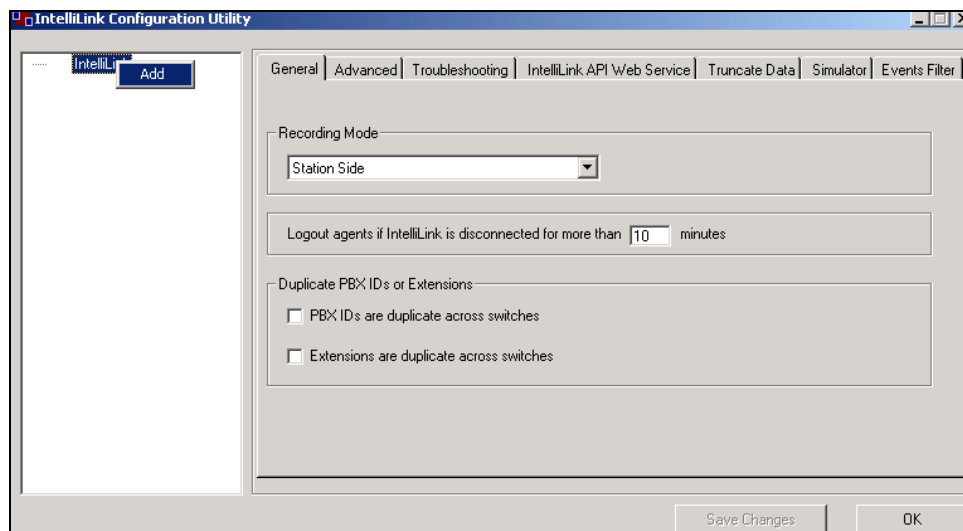 IntelliLink Configuration Utility
IntelliLink
Add
General Advanced Troubleshooting IntelliLink API Web Service Truncate Data Simulator Events Filter
Recording Mode
Station Side
Logout agents if IntelliLink is disconnected for more than 10 minutes
Duplicate PBX IDs or Extensions
PBX IDs are duplicate across switches
Extensions are duplicate across switches
Save Changes OK